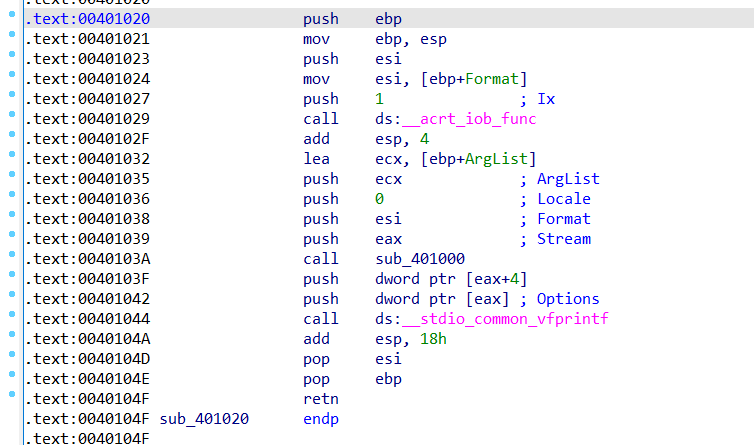 .text:00401020 push ebp
.text:00401021 mov ebp, esp
.text:00401023 push esi
.text:00401024 mov esi, [ebp+Format]
.text:00401027 push 1 ; Ix
.text:00401029 call ds:__acrt_iob_func
.text:0040102F add esp, 4
.text:00401032 lea ecx, [ebp+ArgList]
.text:00401035 push ecx ; ArgList
.text:00401036 push 0 ; Locale
.text:00401038 push esi ; Format
.text:00401039 push eax ; Stream
.text:0040103A call sub_401000
.text:0040103F push dword ptr [eax+4]
.text:00401042 push dword ptr [eax] ; Options
.text:00401044 call ds:__stdio_common_vfprintf
.text:0040104A add esp, 18h
.text:0040104D pop esi
.text:0040104E pop ebp
.text:0040104F retn
.text:0040104F sub_401020 endp
.text:0040104F